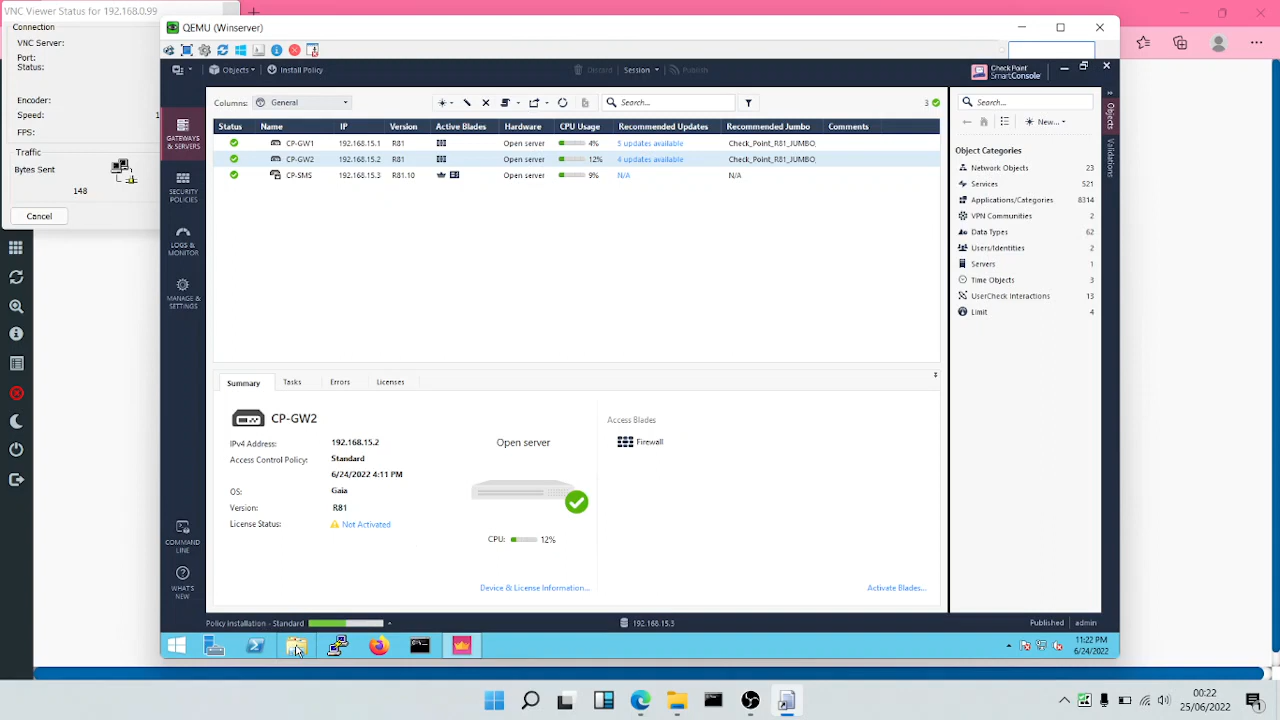 VNC Viewer Status for 192.168.0.99
Connection
VNC Server:
Port:
Status:
Encoder:
Speed: 1
FPS:
Traffic
Bytes Sent
148
Cancel
QEMU (Winserver)
Objects
Install Policy
Discard
Session
Publish
Check Point
SmartConsole
GATEWAYS
& SERVERS
SECURITY
POLICIES
LOGS &
MONITOR
MANAGE &
SETTINGS
COMMAND
LINE
WHAT'S
NEW
Columns: General
Search...
3
Status Name IP Version Active Blades Hardware CPU Usage Recommended Updates Recommended Jumbo Comments
CP-GW1 192.168.15.1 R81 Open server 4% 5 updates available Check_Point_R81_JUMBO
CP-GW2 192.168.15.2 R81 Open server 12% 4 updates available Check_Point_R81_JUMBO
CP-SMS 192.168.15.3 R81.10 Open server 9% N/A N/A
Summary Tasks Errors Licenses
CP-GW2
IPv4 Address: 192.168.15.2
Access Control Policy: Standard
6/24/2022 4:11 PM
OS: Gaia
Version: R81
License Status: Not Activated
Open server
CPU: 12%
Device & License Information...
Access Blades
Firewall
Activate Blades...
Search...
New...
Object Categories
Network Objects 23
Services 521
Applications/Categories 8314
VPN Communities 2
Data Types 62
Users/Identities 2
Servers 1
Time Objects 3
UserCheck Interactions 13
Limit 4
Objects
Validations
Policy Installation - Standard
192.168.15.3
Published
admin
11:22 PM
6/24/2022
00:22
25/06/2022
1